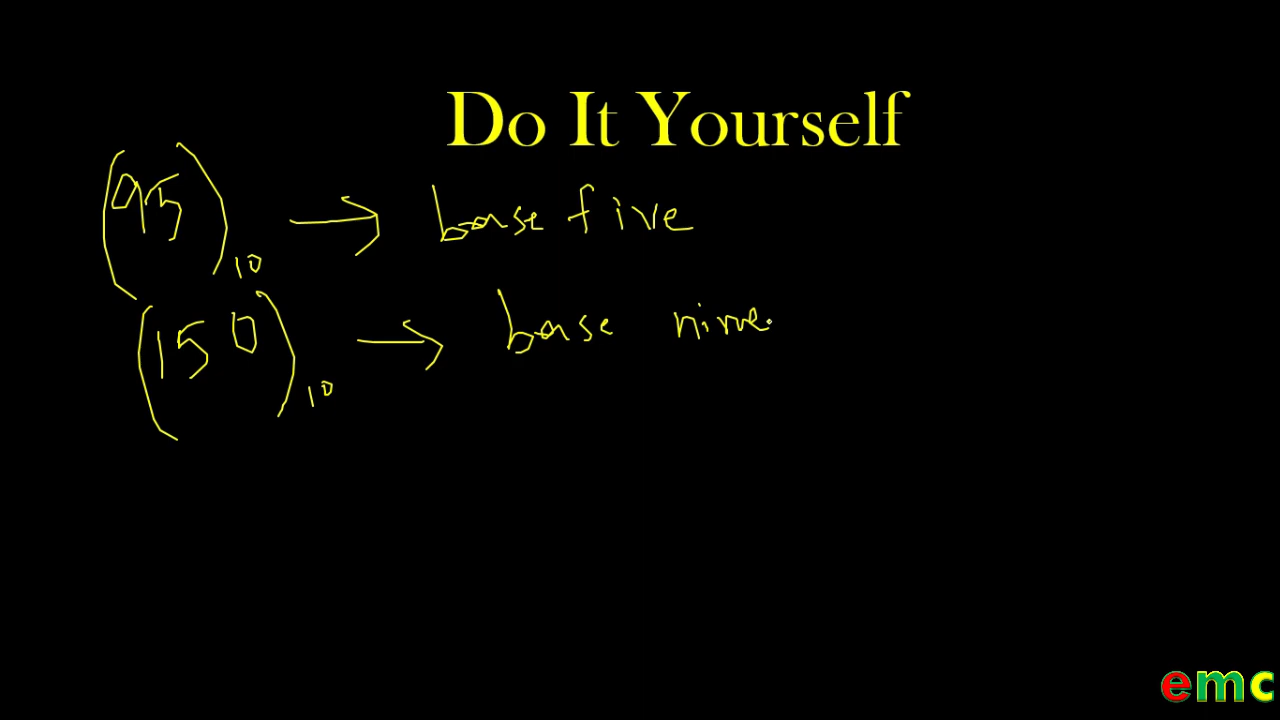 Do It Yourself
(95)10 → base five
(150)10 → base nine.
emc